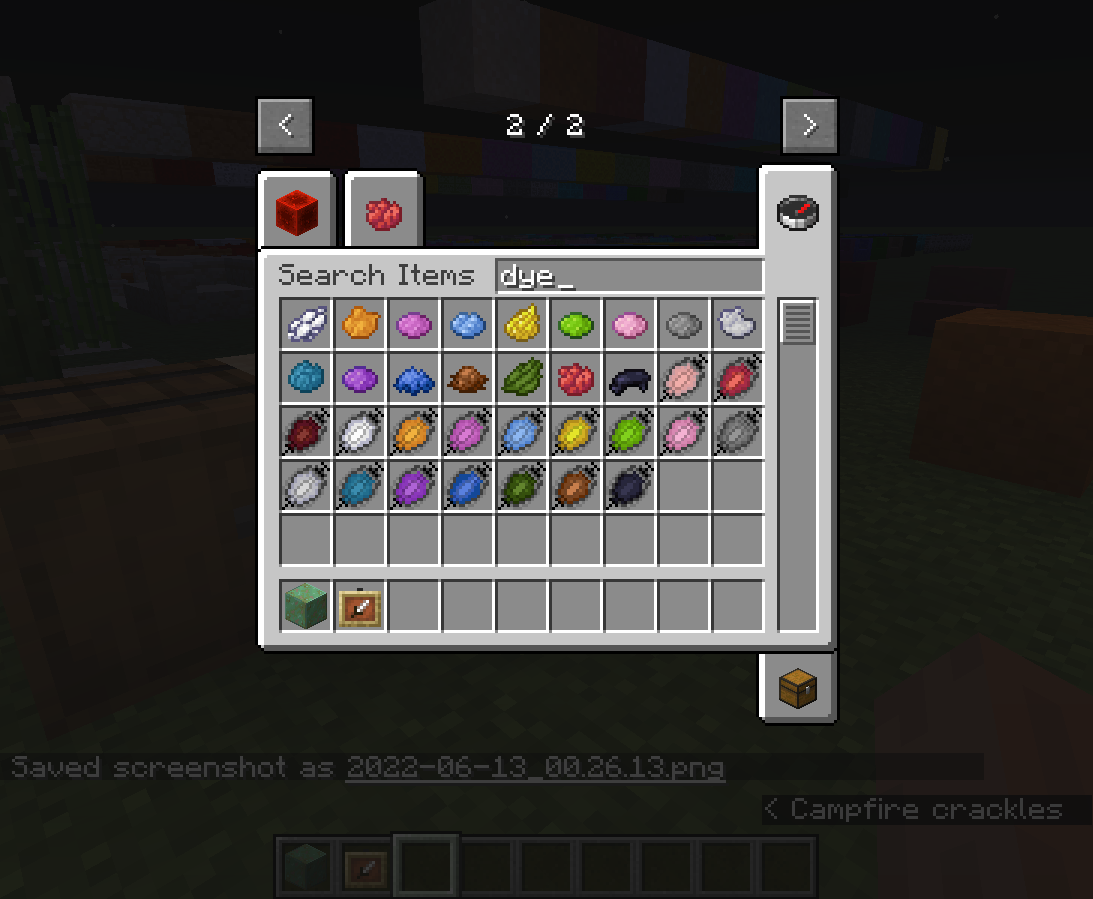 2 / 2
Search Items dye_
Saved screenshot as 2022-06-13_00.26.13.png
< Campfire crackles